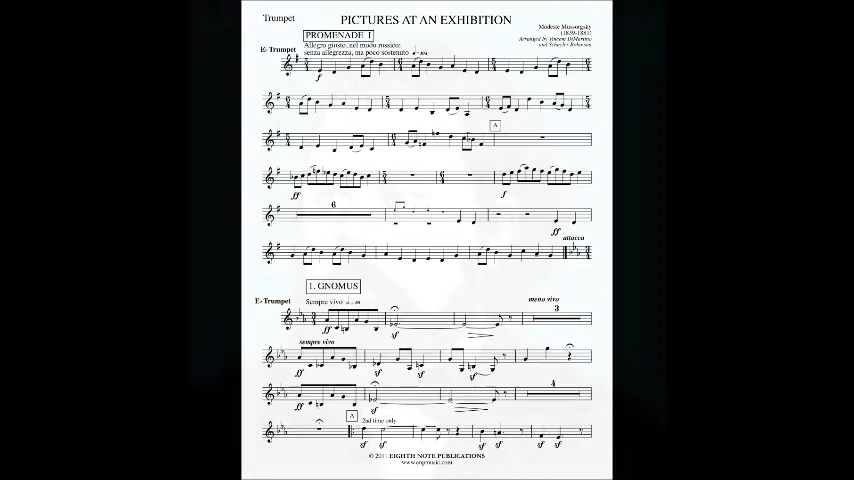 Trumpet
PICTURES AT AN EXHIBITION
Modeste Mussorgsky
(1839-1881)
Arranged by Vincent DiMartino
and Schuyler Robinson
PROMENADE I
Allegro giusto, nel modo russico;
senza allegrezza, ma poco sostenuto ♩= 104
E♭ Trumpet
f
A
ff
f
6
ff
attacca
1. GNOMUS
E♭ Trumpet
Sempre vivo
meno vivo
3
ff
sf
sempre vivo
ff
sf
sf
sf
4
ff
sf
A
2nd time only
sf
sf
sf
sf
sf
sf
© 2011 EIGHTH NOTE PUBLICATIONS
www.enpmusic.com